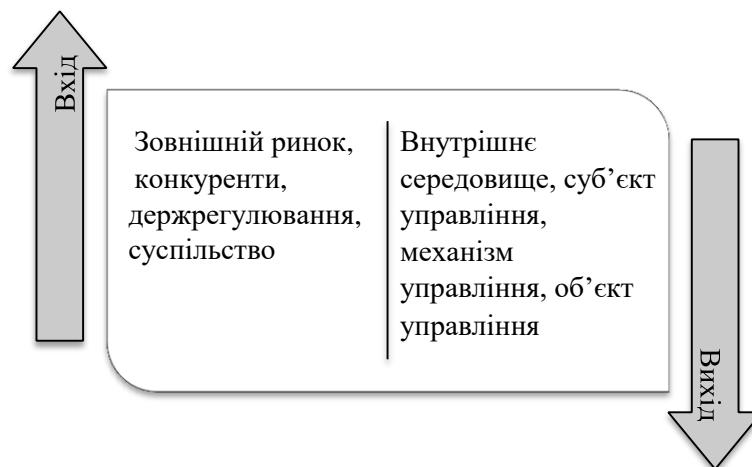 Вхід
Зовнішній ринок,
конкуренти,
держрегулювання,
суспільство
Внутрішнє
середовище, суб’єкт
управління,
механізм
управління, об’єкт
управління
Вихід